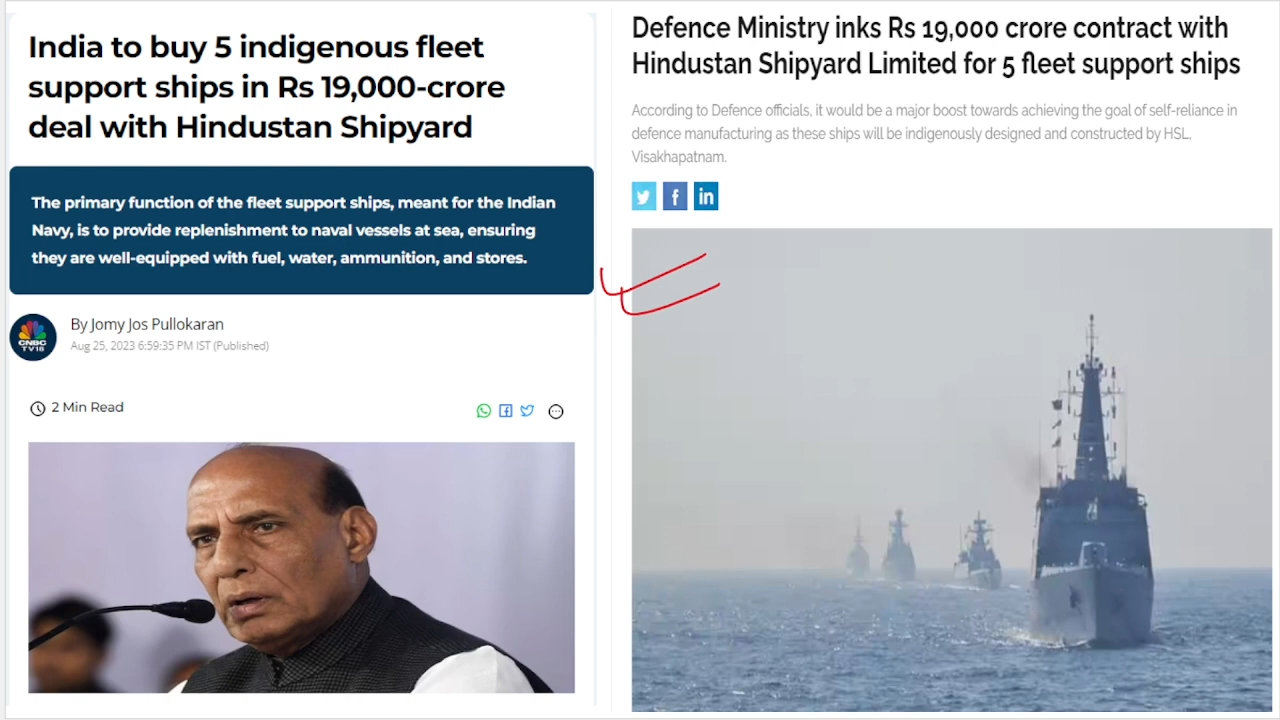 India to buy 5 indigenous fleet
support ships in Rs 19,000-crore
deal with Hindustan Shipyard
The primary function of the fleet support ships, meant for the Indian
Navy, is to provide replenishment to naval vessels at sea, ensuring
they are well-equipped with fuel, water, ammunition, and stores.
CNBC
TV18
By Jomy Jos Pullokaran
Aug 25, 2023 6:59:35 PM IST (Published)
2 Min Read
Defence Ministry inks Rs 19,000 crore contract with
Hindustan Shipyard Limited for 5 fleet support ships
According to Defence officials, it would be a major boost towards achieving the goal of self-reliance in
defence manufacturing as these ships will be indigenously designed and constructed by HSL,
Visakhapatnam.